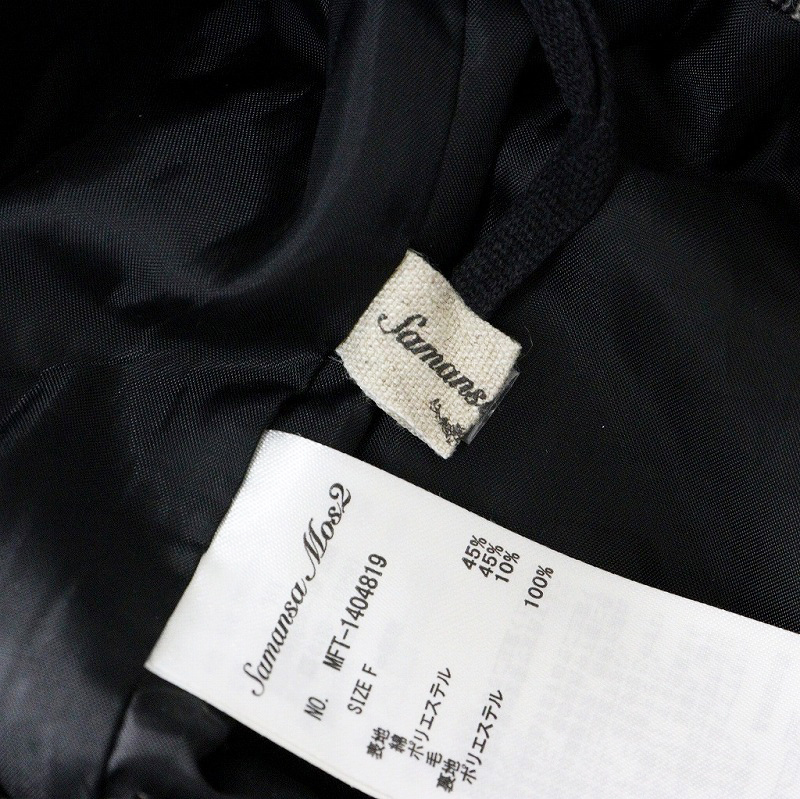 Samans
Samansa Mos2
NO. MFT-1404819
SIZE F
表地 綿 45%
ポリエステル 45%
毛 10%
裏地 ポリエステル 100%